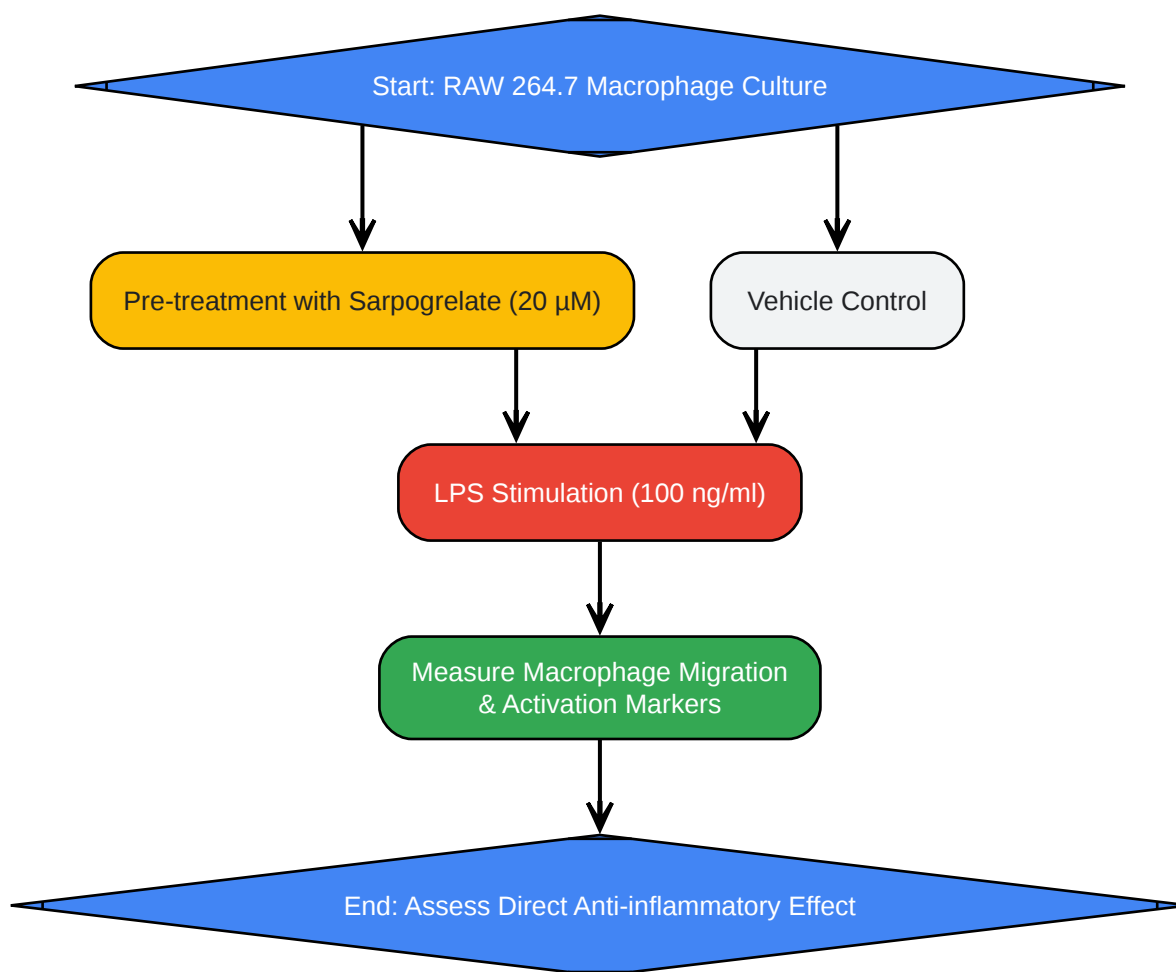 Start: RAW 264.7 Macrophage Culture
Pre-treatment with Sarpogrelate (20 µM)
Vehicle Control
LPS Stimulation (100 ng/ml)
Measure Macrophage Migration
& Activation Markers
End: Assess Direct Anti-inflammatory Effect